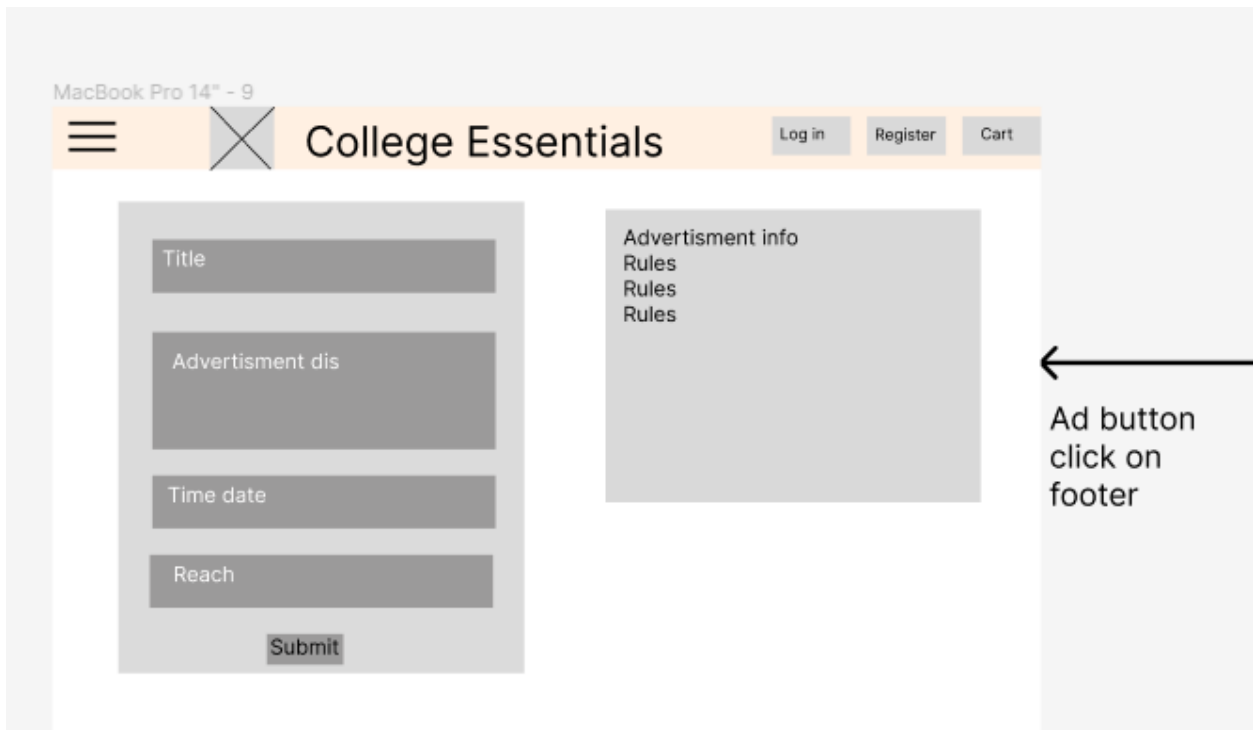 MacBook Pro 14" - 9
College Essentials
Log in
Register
Cart
Title
Advertisment dis
Time date
Reach
Submit
Advertisment info
Rules
Rules
Rules
Ad button
click on
footer